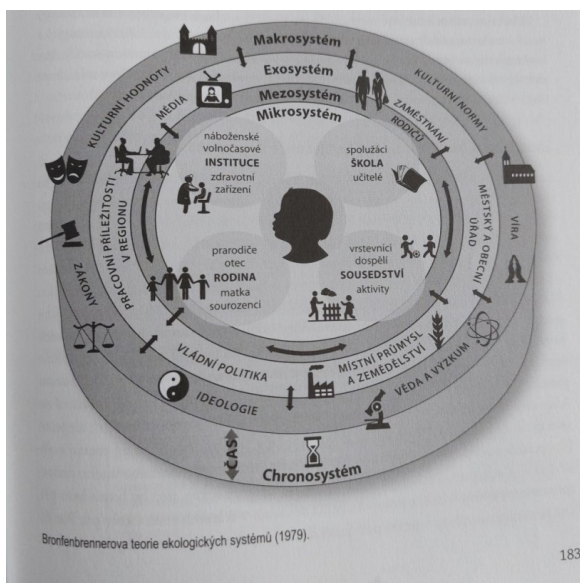 Makrosystém
Exosystém
Mezosystém
Mikrosystém
KULTURNÍ HODNOTY
KULTURNÍ NORMY
MÉDIA
ZAMĚSTNÁNÍ
RODIČŮ
náboženské
volnočasové
INSTITUCE
zdravotní
zařízení
spolužáci
ŠKOLA
učitelé
PRACOVNÍ PŘÍLEŽITOSTI
V REGIONU
MĚSTSKÝ A OBECNÍ
ÚŘAD
VÍRA
ZÁKONY
prarodiče
otec
RODINA
matka
sourozenci
vrstevníci
dospělí
SOUSEDSTVÍ
aktivity
VLÁDNÍ POLITIKA
MÍSTNÍ PRŮMYSL
A ZEMĚDĚLSTVÍ
IDEOLOGIE
VĚDA A VÝZKUM
ČAS
Chronosystém
Bronfenbrennerova teorie ekologických systémů (1979).
183